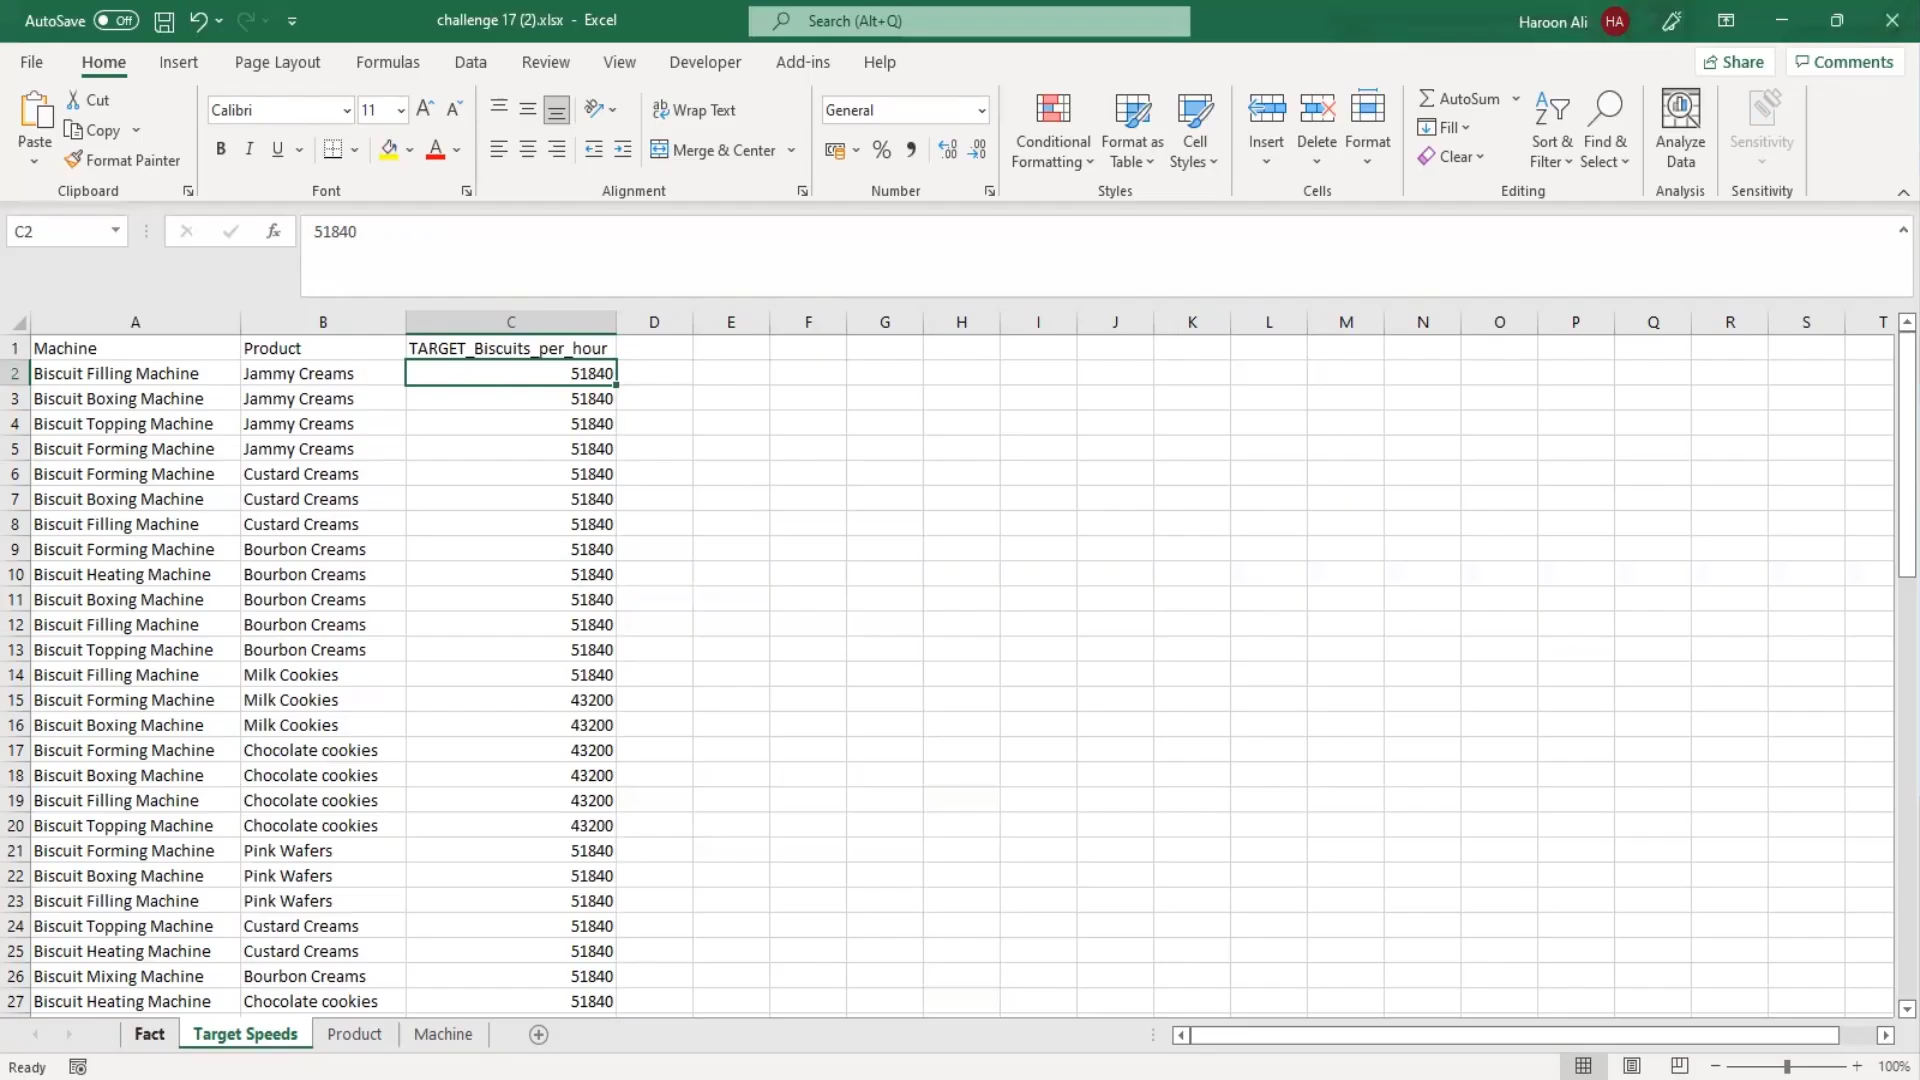 AutoSave Off challenge 17 (2).xlsx - Excel Search (Alt+Q) Haroon Ali HA
File Home Insert Page Layout Formulas Data Review View Developer Add-ins Help Share Comments
Paste Cut Copy Format Painter Clipboard
Calibri 11 B I U A Font
Wrap Text Merge & Center Alignment
General % Number
Conditional Formatting Format as Table Cell Styles Styles
Insert Delete Format Cells
AutoSum Fill Clear Sort & Filter Find & Select Editing
Analyze Data Analysis
Sensitivity Sensitivity
C2 fx 51840
A B C D E F G H I J K L M N O P Q R S T
1 Machine Product TARGET_Biscuits_per_hour
2 Biscuit Filling Machine Jammy Creams 51840
3 Biscuit Boxing Machine Jammy Creams 51840
4 Biscuit Topping Machine Jammy Creams 51840
5 Biscuit Forming Machine Jammy Creams 51840
6 Biscuit Forming Machine Custard Creams 51840
7 Biscuit Boxing Machine Custard Creams 51840
8 Biscuit Filling Machine Custard Creams 51840
9 Biscuit Forming Machine Bourbon Creams 51840
10 Biscuit Heating Machine Bourbon Creams 51840
11 Biscuit Boxing Machine Bourbon Creams 51840
12 Biscuit Filling Machine Bourbon Creams 51840
13 Biscuit Topping Machine Bourbon Creams 51840
14 Biscuit Filling Machine Milk Cookies 51840
15 Biscuit Forming Machine Milk Cookies 43200
16 Biscuit Boxing Machine Milk Cookies 43200
17 Biscuit Forming Machine Chocolate cookies 43200
18 Biscuit Boxing Machine Chocolate cookies 43200
19 Biscuit Filling Machine Chocolate cookies 43200
20 Biscuit Topping Machine Chocolate cookies 43200
21 Biscuit Forming Machine Pink Wafers 51840
22 Biscuit Boxing Machine Pink Wafers 51840
23 Biscuit Filling Machine Pink Wafers 51840
24 Biscuit Topping Machine Custard Creams 51840
25 Biscuit Heating Machine Custard Creams 51840
26 Biscuit Mixing Machine Bourbon Creams 51840
27 Biscuit Heating Machine Chocolate cookies 51840
Fact Target Speeds Product Machine
Ready 100%